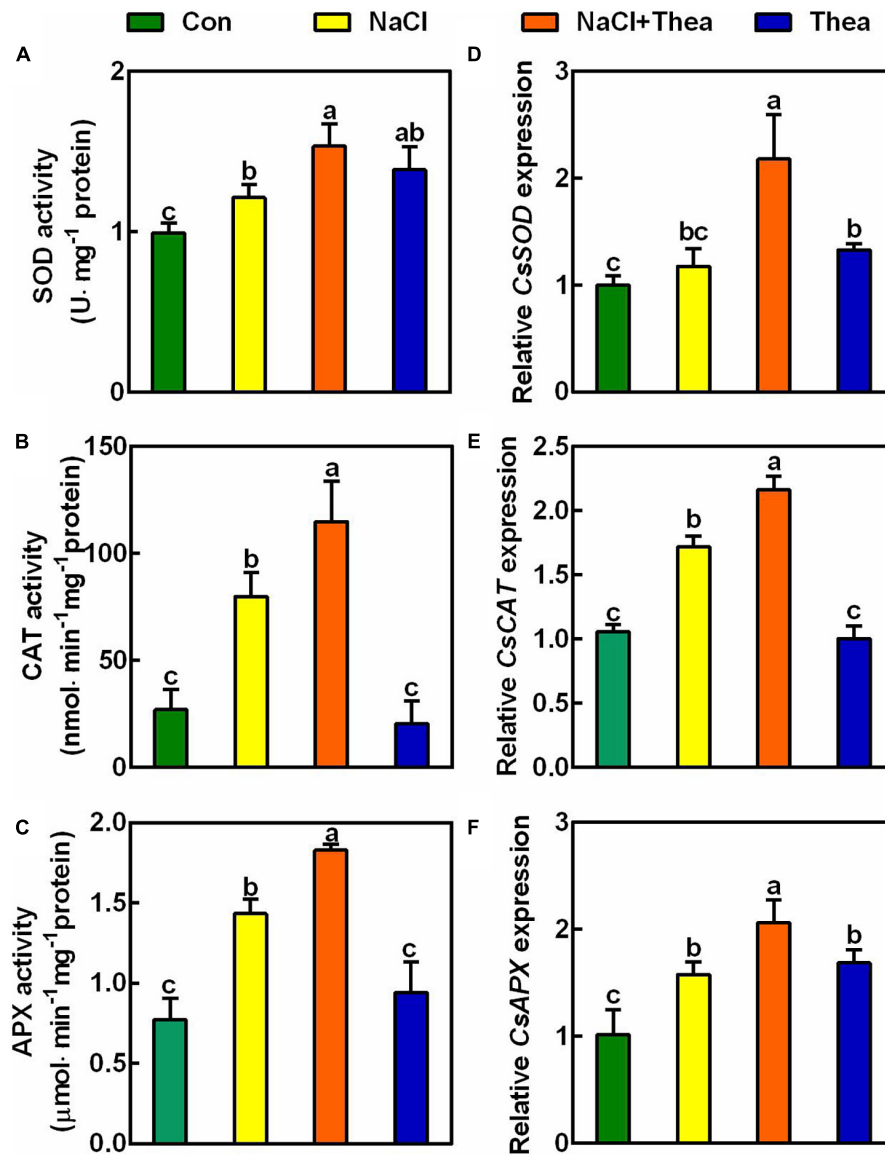 Con NaCl NaCl+Thea Thea
A
SOD activity
(U· mg⁻¹ protein)
2
1
0
c
b
a
ab
D
Relative CsSOD expression
3
2
1
0
c
bc
a
b
B
CAT activity
(nmol· min⁻¹mg⁻¹protein)
150
100
50
0
c
b
a
c
E
Relative CsCAT expression
2.5
2.0
1.5
1.0
0.5
0.0
c
b
a
c
C
APX activity
(μmol· min⁻¹mg⁻¹protein)
2.0
1.5
1.0
0.5
0.0
c
b
a
c
F
Relative CsAPX expression
3
2
1
0
c
b
a
b